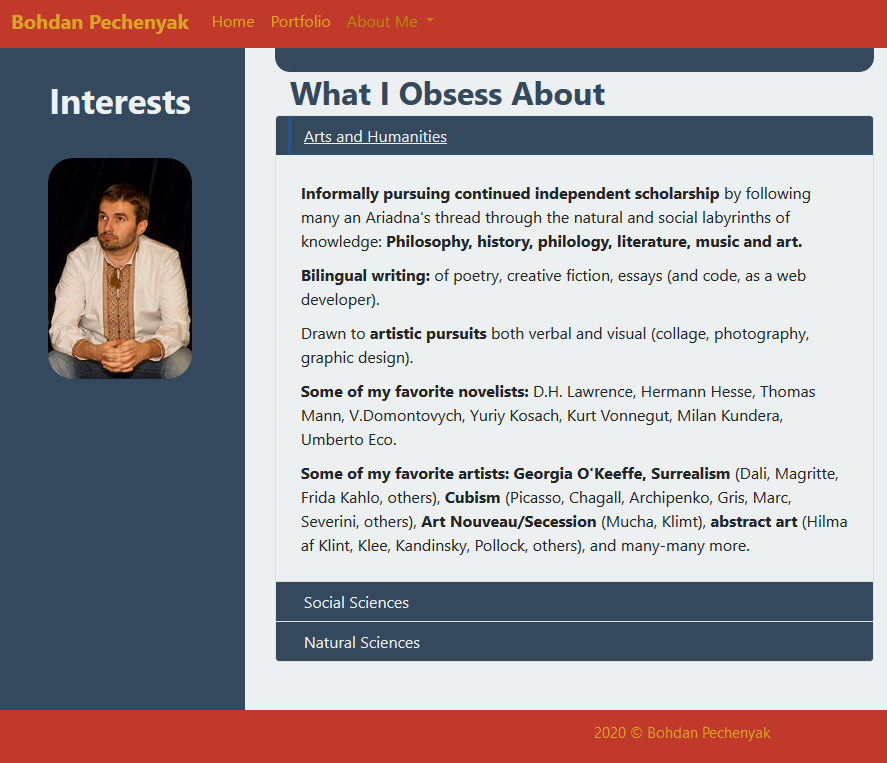 Bohdan Pechenyak Home Portfolio About Me
Interests
What I Obsess About
Arts and Humanities
Informally pursuing continued independent scholarship by following
many an Ariadna's thread through the natural and social labyrinths of
knowledge: Philosophy, history, philology, literature, music and art.
Bilingual writing: of poetry, creative fiction, essays (and code, as a web
developer).
Drawn to artistic pursuits both verbal and visual (collage, photography,
graphic design).
Some of my favorite novelists: D.H. Lawrence, Hermann Hesse, Thomas
Mann, V.Domontovych, Yuriy Kosach, Kurt Vonnegut, Milan Kundera,
Umberto Eco.
Some of my favorite artists: Georgia O'Keeffe, Surrealism (Dali, Magritte,
Frida Kahlo, others), Cubism (Picasso, Chagall, Archipenko, Gris, Marc,
Severini, others), Art Nouveau/Secession (Mucha, Klimt), abstract art (Hilma
af Klint, Klee, Kandinsky, Pollock, others), and many-many more.
Social Sciences
Natural Sciences
2020 © Bohdan Pechenyak